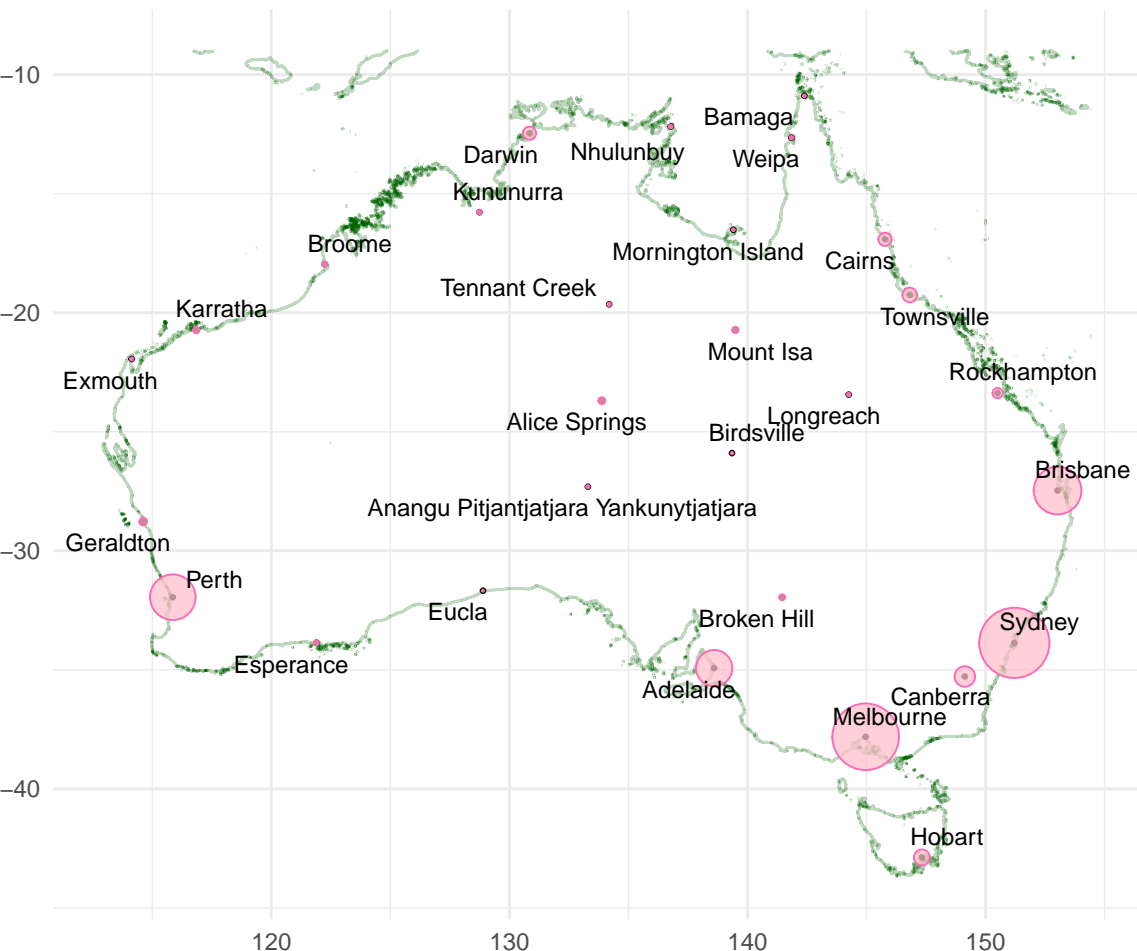 −10
Bamaga
Darwin
Nhulunbuy
Weipa
Kununurra
Broome
Mornington Island
Cairns
Tennant Creek
Karratha
−20
Townsville
Mount Isa
Rockhampton
Exmouth
Longreach
Alice Springs
Birdsville
Brisbane
Anangu Pitjantjatjara Yankunytjatjara
Geraldton
−30
Perth
Eucla
Broken Hill
Sydney
Esperance
Adelaide
Canberra
Melbourne
−40
Hobart
120
130
140
150